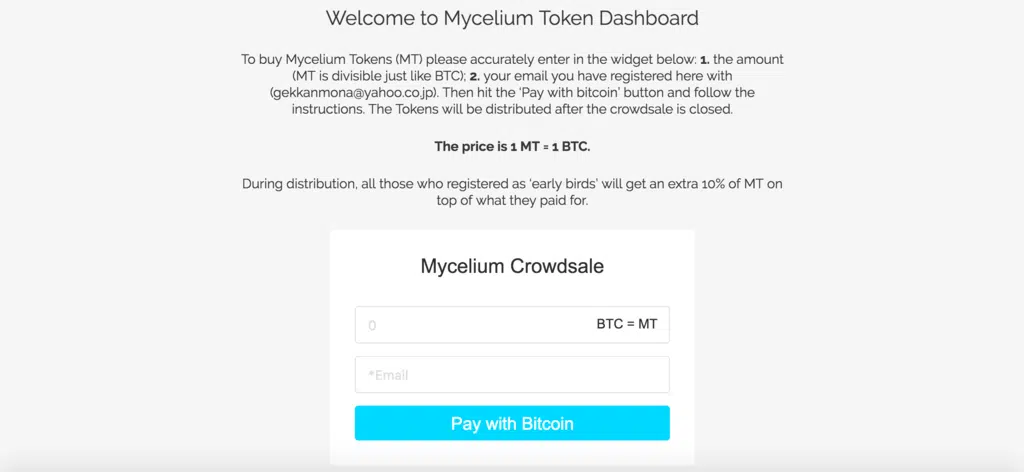 Welcome to Mycelium Token Dashboard
To buy Mycelium Tokens (MT) please accurately enter in the widget below: 1. the amount
(MT is divisible just like BTC); 2. your email you have registered here with
(gekkanmona@yahoo.co.jp). Then hit the 'Pay with bitcoin' button and follow the
instructions. The Tokens will be distributed after the crowdsale is closed.
The price is 1 MT = 1 BTC.
During distribution, all those who registered as 'early birds' will get an extra 10% of MT on
top of what they paid for.
Mycelium Crowdsale
0 BTC = MT
*Email
Pay with Bitcoin